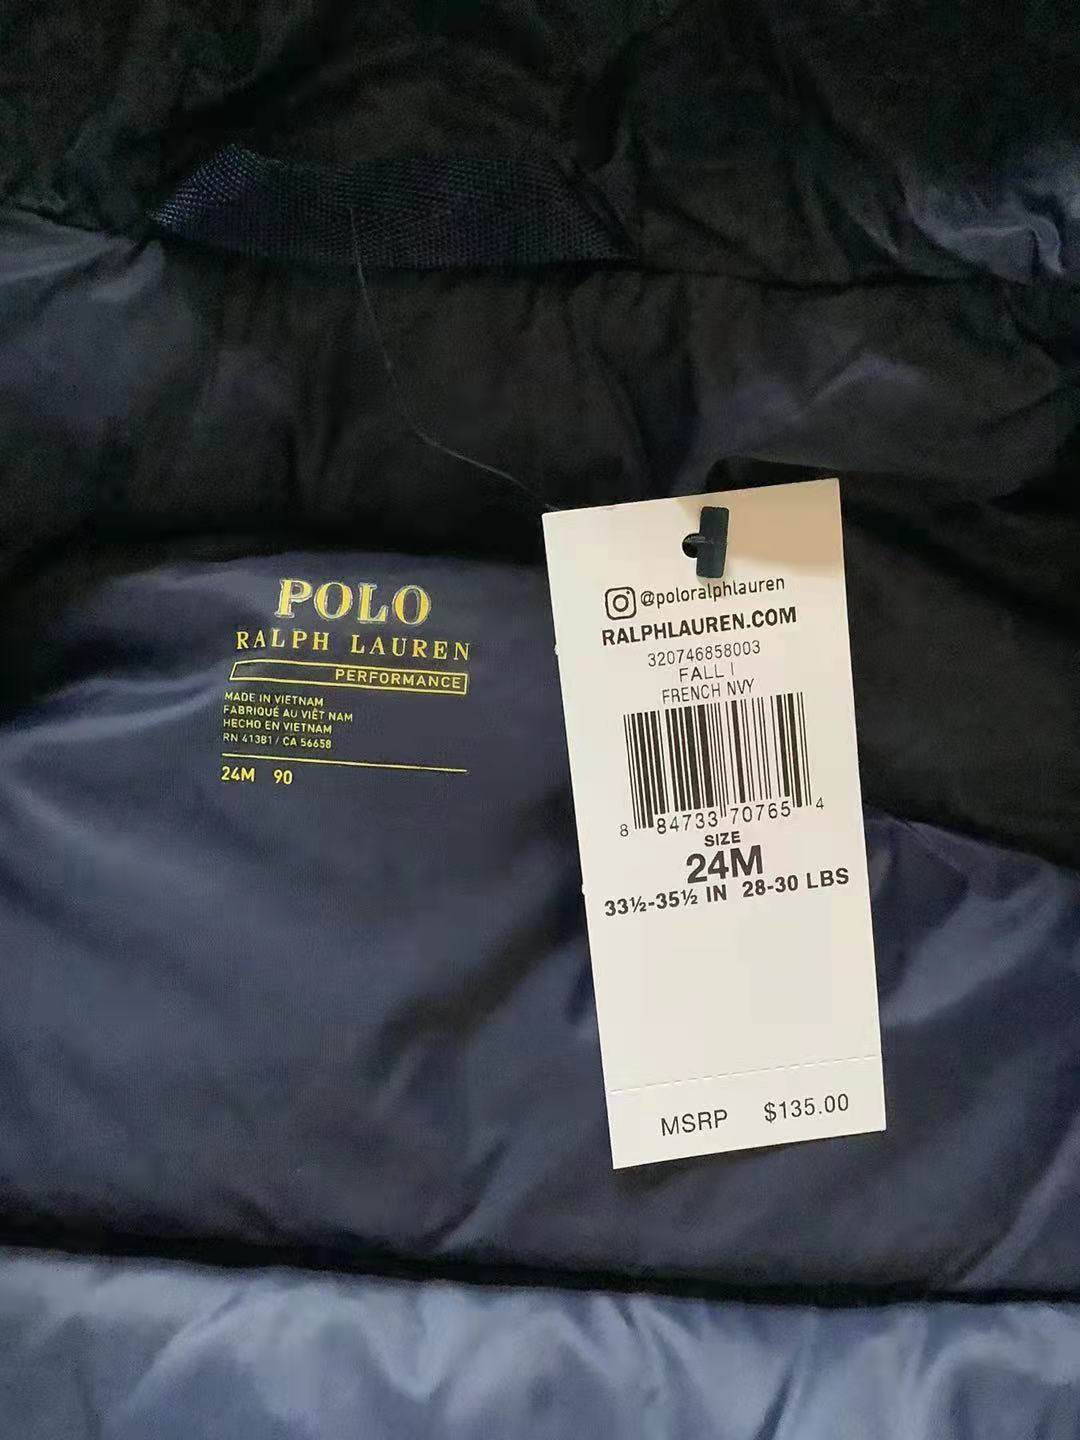 POLO
RALPH LAUREN
PERFORMANCE
MADE IN VIETNAM
FABRIQUÉ AU VIÊT NAM
HECHO EN VIETNAM
RN 41381 / CA 56658
24M 90
@poloralphlauren
RALPHLAUREN.COM
320746858003
FALL I
FRENCH NVY
8 84733 70765 4
SIZE
24M
33½-35½ IN 28-30 LBS
MSRP $135.00